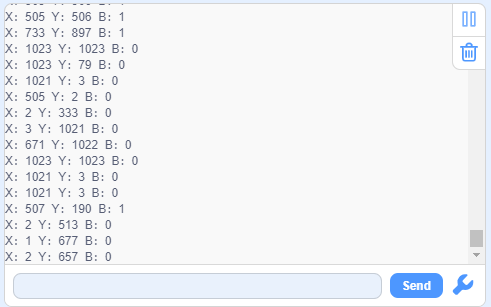 X: 505 Y: 506 B: 1
X: 733 Y: 897 B: 1
X: 1023 Y: 1023 B: 0
X: 1023 Y: 79 B: 0
X: 1021 Y: 3 B: 0
X: 505 Y: 2 B: 0
X: 2 Y: 333 B: 0
X: 3 Y: 1021 B: 0
X: 671 Y: 1022 B: 0
X: 1023 Y: 1023 B: 0
X: 1021 Y: 3 B: 0
X: 1021 Y: 3 B: 0
X: 507 Y: 190 B: 1
X: 2 Y: 513 B: 0
X: 1 Y: 677 B: 0
X: 2 Y: 657 B: 0
Send